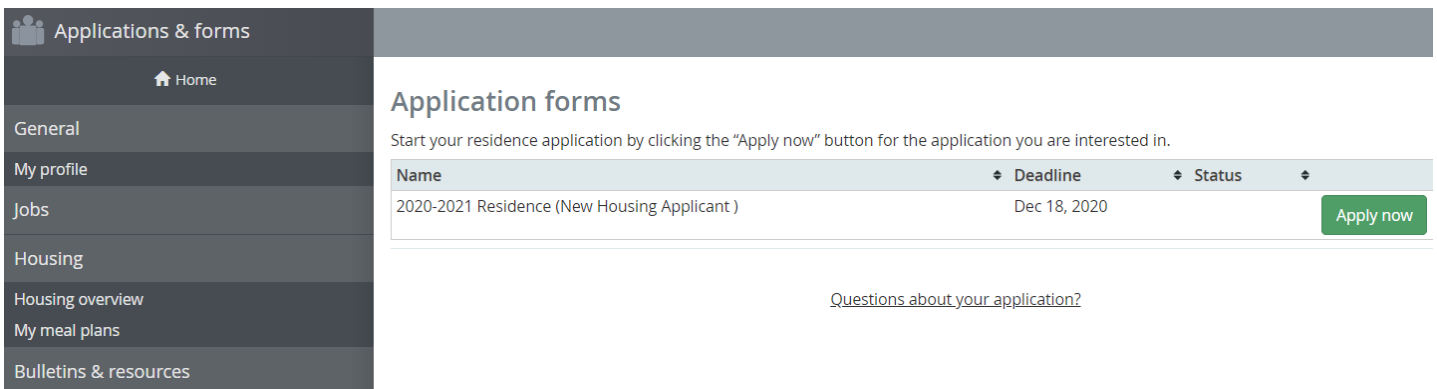 Applications & forms
Home
General
My profile
Jobs
Housing
Housing overview
My meal plans
Bulletins & resources
Application forms
Start your residence application by clicking the “Apply now” button for the application you are interested in.
Name Deadline Status
2020-2021 Residence (New Housing Applicant ) Dec 18, 2020 Apply now
Questions about your application?